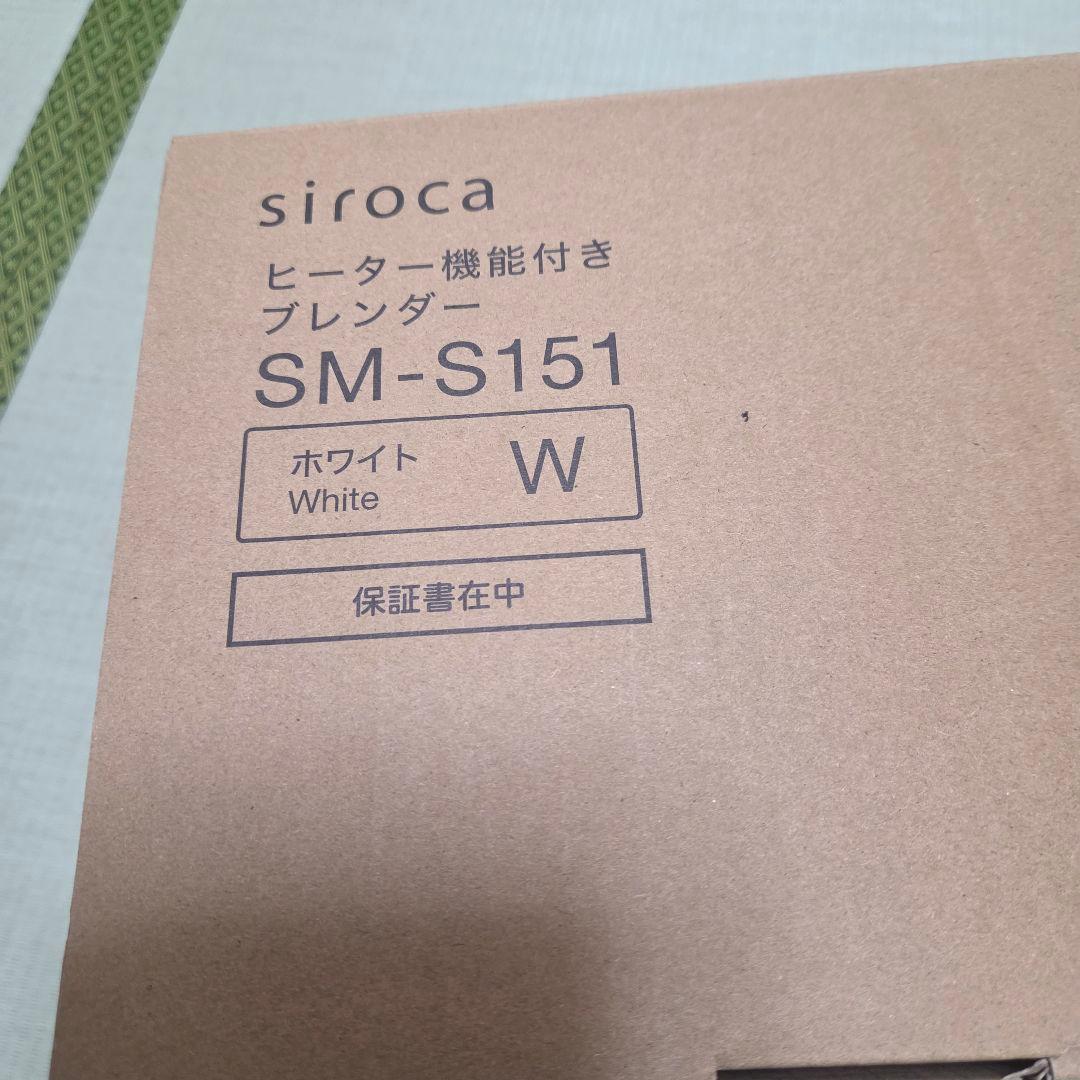 siroca
ヒーター機能付き
ブレンダー
SM-S151
ホワイト W
White
保証書在中